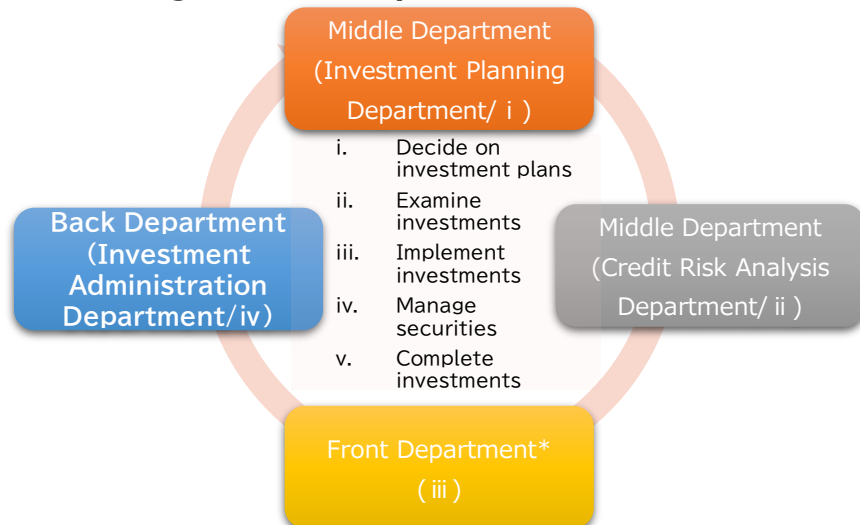 Middle Department
(Investment Planning
Department/ ⅰ )
i. Decide on
investment plans
ii. Examine
investments
iii. Implement
investments
iv. Manage
securities
v. Complete
investments
Back Department
(Investment
Administration
Department/iv)
Middle Department
(Credit Risk Analysis
Department/ ⅱ )
Front Department*
( ⅲ )